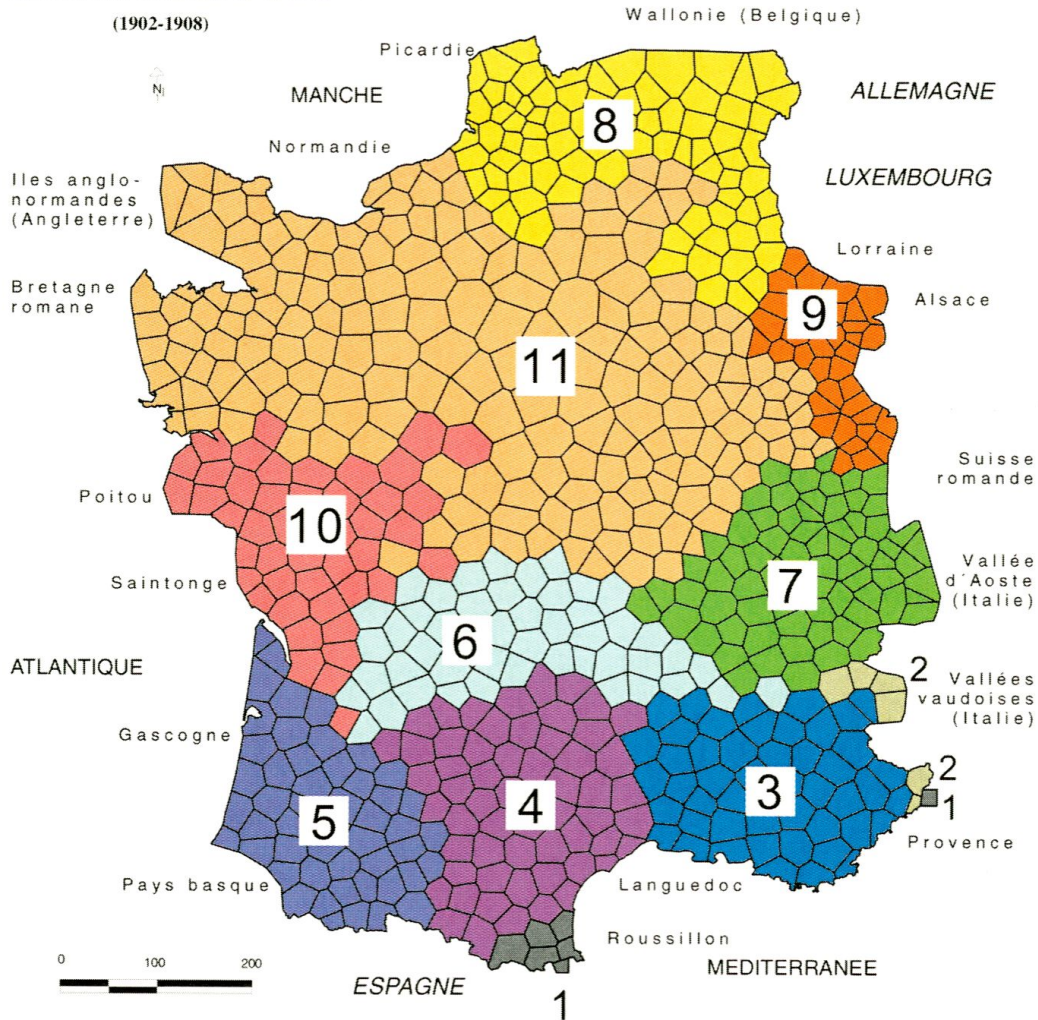 (1902-1908)
Wallonie (Belgique)
Picardie
N
MANCHE
ALLEMAGNE
8
Normandie
Iles anglo-
normandes
(Angleterre)
LUXEMBOURG
Lorraine
Bretagne
romane
Alsace
9
11
Suisse
romande
Poitou
10
Vallée
d´Aoste
(Italie)
Saintonge
7
6
ATLANTIQUE
2
Vallées
vaudoises
(Italie)
Gascogne
2
3
4
5
1
Provence
Pays basque
Languedoc
Roussillon
0 100 200
MEDITERRANEE
ESPAGNE
1